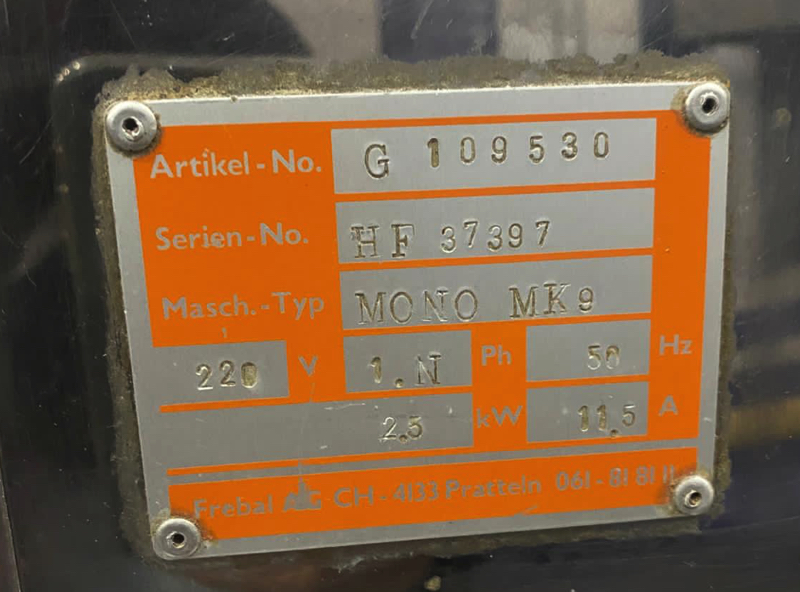 Artikel-No. G 109530
Serien-No. HF 37397
Masch.-Typ MONO MK9
220 V 1.N Ph 50 Hz
2.5 kW 11.5 A
Frebal AG CH-4133 Pratteln 061-81 81 11